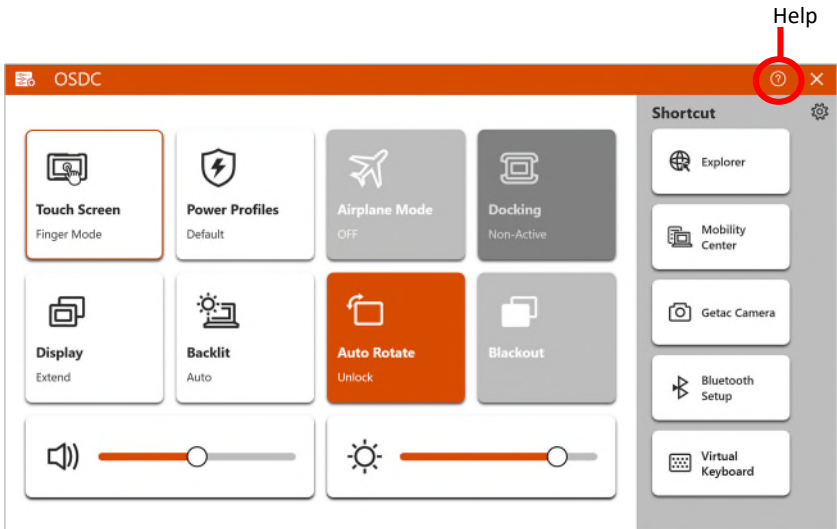 Help
OSDC
Touch Screen
Finger Mode
Power Profiles
Default
Airplane Mode
OFF
Docking
Non-Active
Display
Extend
Backlit
Auto
Auto Rotate
Unlock
Blackout
Shortcut
Explorer
Mobility
Center
Getac Camera
Bluetooth
Setup
Virtual
Keyboard